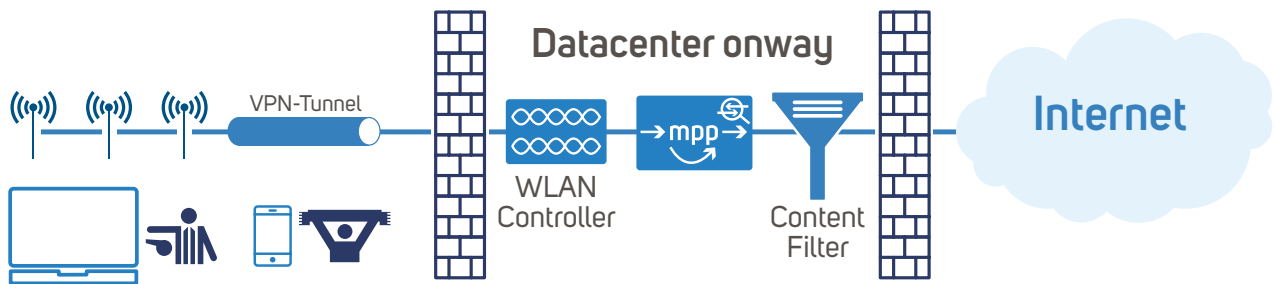 Datacenter onway
VPN-Tunnel
mpp
WLAN
Controller
Content
Filter
Internet